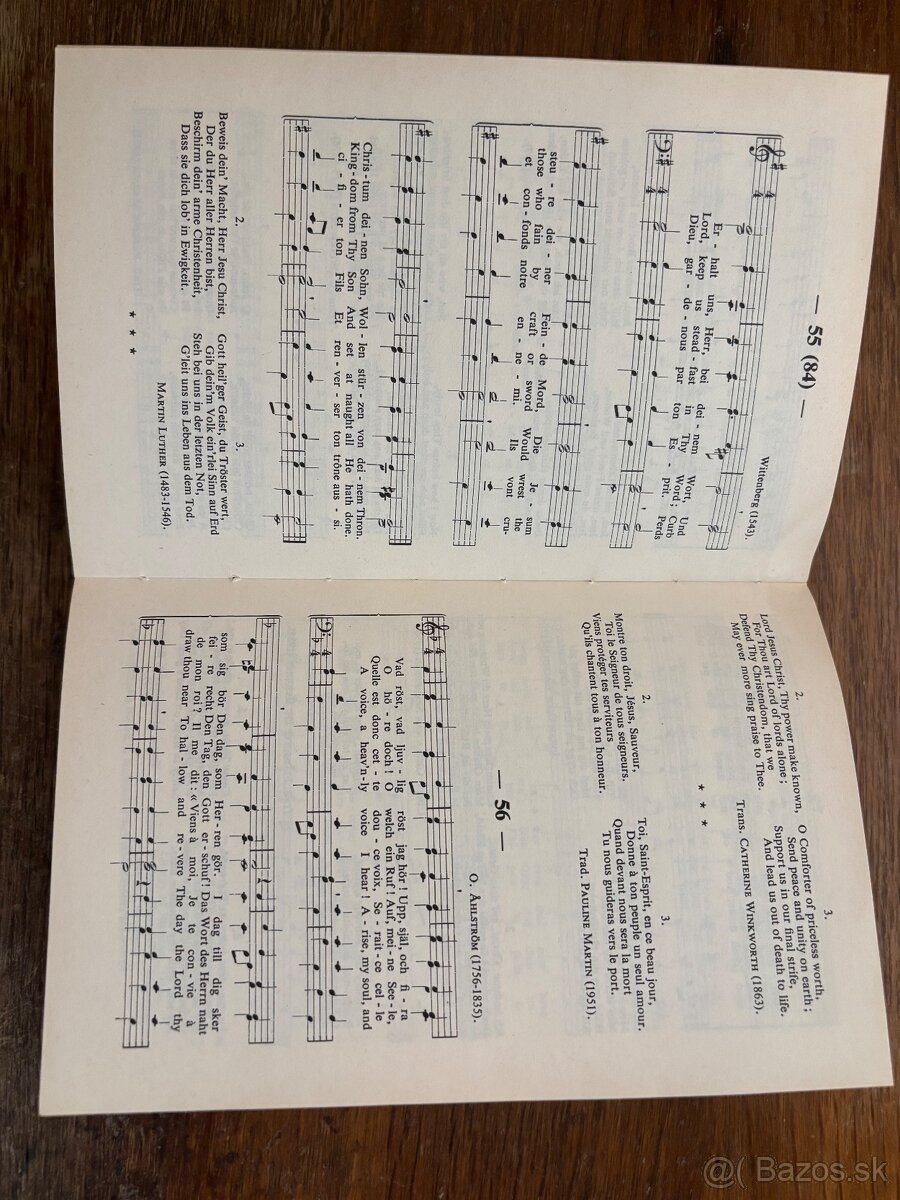 — 55 (84) —
Wittenberg (1543).
Er - halt uns, Herr, bei dei - nem Wort, Und
Lord, keep us stead - fast in Thy Word; Curb
Dieu, gar - de - nous par ton Es - prit. Perds
steu - re dei - ner Fein - de Mord, Die Je - sum
those who fain by craft or sword Would wrest the
et con - fonds notre en - ne - mi. Ils vont cru-
Chris - tum dei - nen Sohn, Wol - len stür - zen von dei - nem Thron.
King - dom from Thy Son And set at naught all He hath done.
ci - fi - er ton Fils Et ren - ver - ser ton trône aus - si.
2.
Beweis dein' Macht, Herr Jesu Christ,
Der du Herr aller Herren bist,
Beschirm dein' arme Christenheit,
Dass sie dich lob' in Ewigkeit.
3.
Gott heil'ger Geist, du Tröster wert,
Gib dein'm Volk ein'rlei Sinn auf Erd
Steh bei uns in der letzten Not,
G'leit uns ins Leben aus dem Tod.
MARTIN LUTHER (1483-1546).
* * *
2.
Lord Jesus Christ, Thy power make known,
For Thou art Lord of lords alone;
Defend Thy Christendom, that we
May ever more sing praise to Thee.
3.
O Comforter of priceless worth,
Send peace and unity on earth;
Support us in our final strife,
And lead us out of death to life.
Trans. CATHERINE WINKWORTH (1863).
* * *
2.
Montre ton droit, Jésus, Sauveur,
Toi le Seigneur de tous seigneurs.
Viens protéger tes serviteurs
Qu'ils chantent tous à ton honneur.
3.
Toi, Saint-Esprit, en ce beau jour,
Donne à ton peuple un seul amour.
Quand devant nous sera la mort
Tu nous guideras vers le port.
Trad. PAULINE MARTIN (1951).
— 56 —
O. ÅHLSTRÖM (1756-1835).
Vad röst, vad ljuv - lig röst jag hör! Upp, själ, och fi - ra
O hö - re doch! O welch ein Ruf! Auf, mei - ne See - le,
Quelle est donc cet - te dou - ce voix, Se - rait - ce cel - le
A voice, a heav'n-ly voice I hear! A - rise, my soul, and
som sig bör Den dag, som Her - ren gör. I dag till dig sker
fei - re recht Den Tag, den Gott er - schuf! Das Wort des Herrn naht
de mon roi? Il me dit: « Viens à moi, Je te con - vie à
draw thou near To hal - low and re - vere The day the Lord thy
@( Bazos.sk